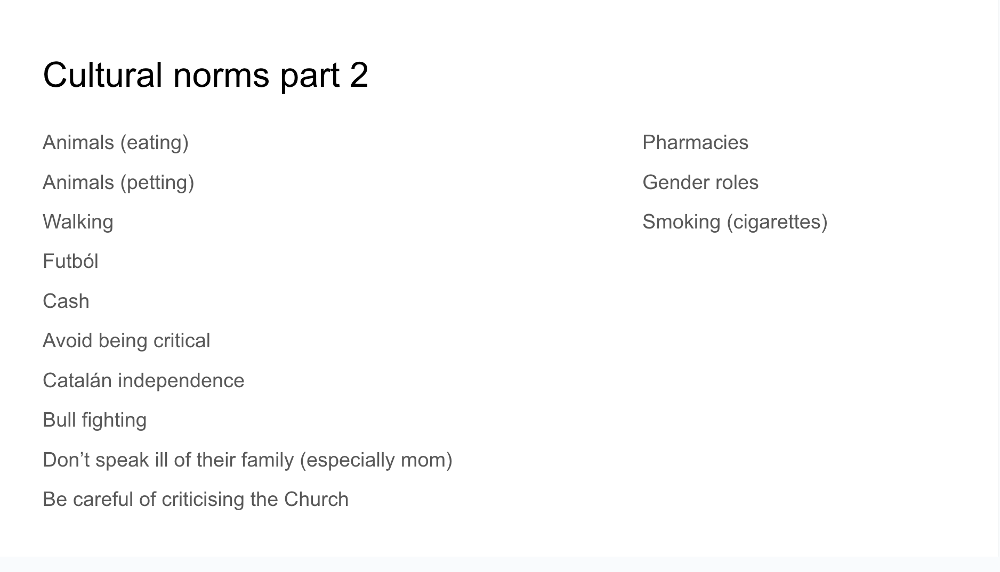 Cultural norms part 2
Animals (eating)
Animals (petting)
Walking
Futból
Cash
Avoid being critical
Catalán independence
Bull fighting
Don’t speak ill of their family (especially mom)
Be careful of criticising the Church
Pharmacies
Gender roles
Smoking (cigarettes)